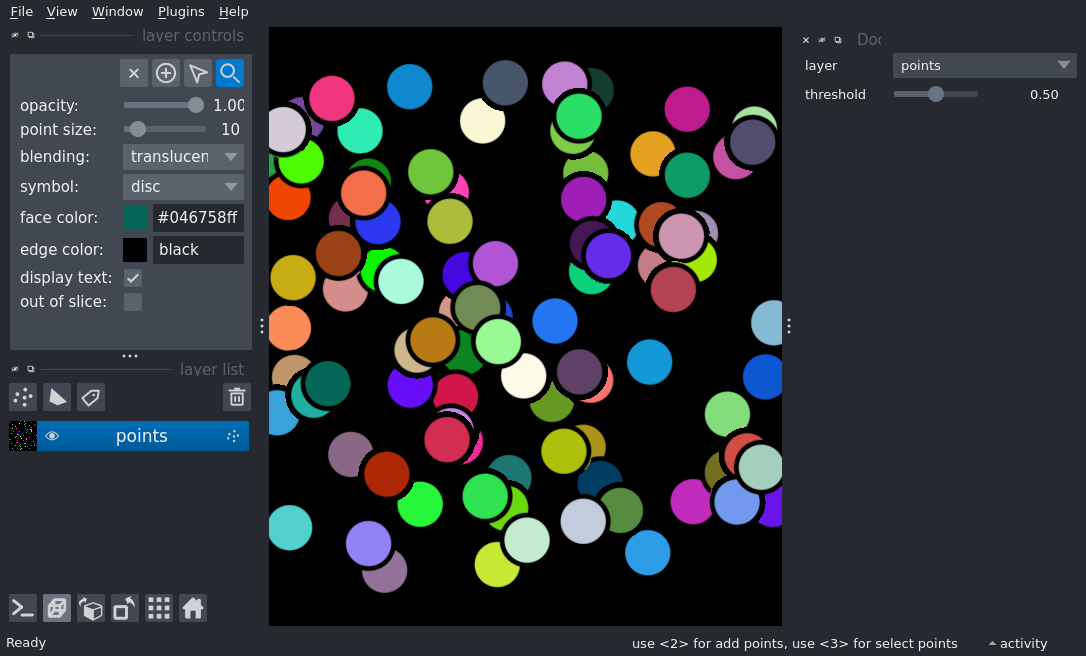 File View Window Plugins Help
layer controls
opacity: 1.00
point size: 10
blending: translucen
symbol: disc
face color: #046758ff
edge color: black
display text:
out of slice:
layer list
points
Doc
layer points
threshold 0.50
Ready use <2> for add points, use <3> for select points activity